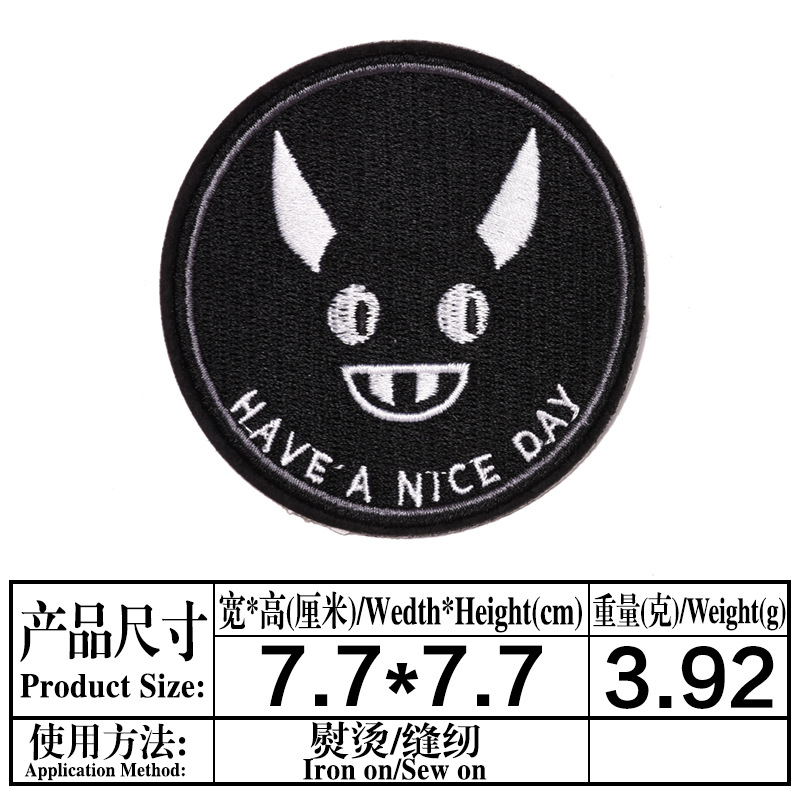 HAVE A NICE DAY
产品尺寸
Product Size:
宽*高(厘米)/Wedth*Height(cm)
7.7*7.7
重量(克)/Weight(g)
3.92
使用方法:
Application Method:
熨烫/缝纫
Iron on/Sew on